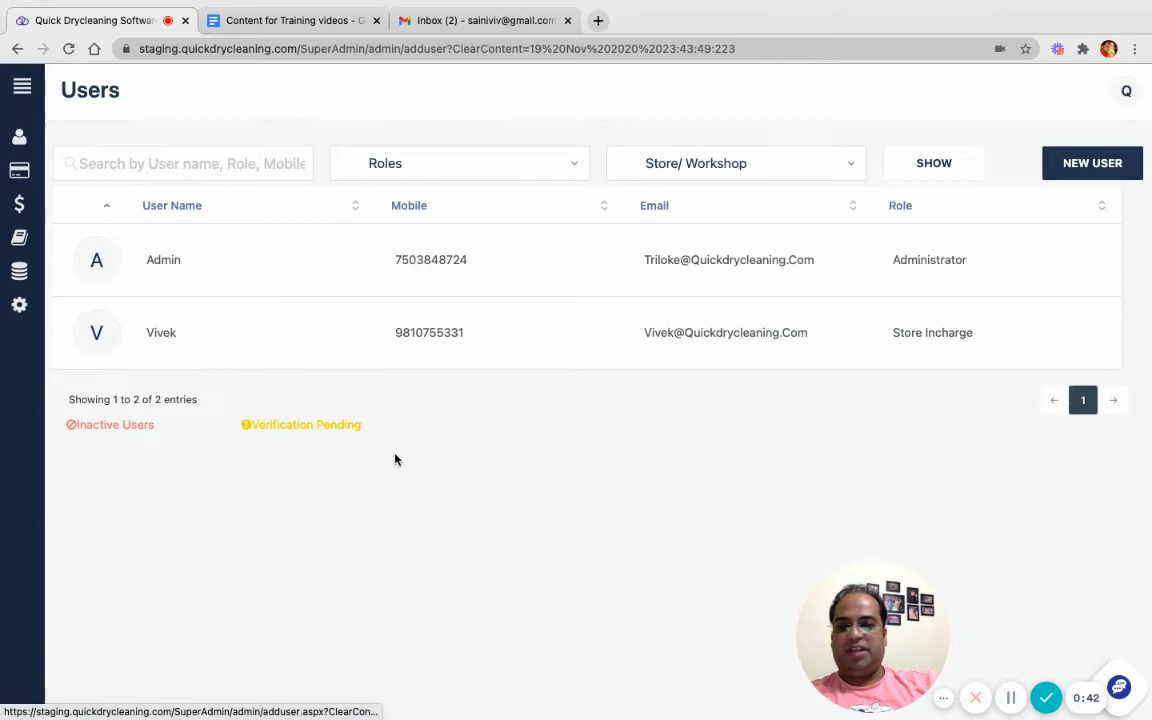 Quick Drycleaning Softwar
Content for Training videos - G
Inbox (2) - sainiviv@gmail.com
staging.quickdrycleaning.com/SuperAdmin/admin/adduser?ClearContent=19%20Nov%202020%2023:43:49:223
Users
Q
Search by User name, Role, Mobile
Roles
Store/ Workshop
SHOW
NEW USER
User Name
Mobile
Email
Role
A
Admin
7503848724
Triloke@Quickdrycleaning.Com
Administrator
V
Vivek
9810755331
Vivek@Quickdrycleaning.Com
Store Incharge
Showing 1 to 2 of 2 entries
1
Inactive Users
Verification Pending
0:42
https://staging.quickdrycleaning.com/SuperAdmin/admin/adduser.aspx?ClearCon...